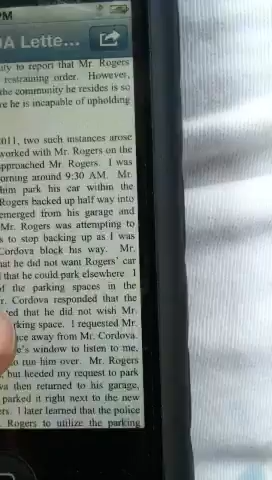 PM
A Lette...
ity to report that Mr. Rogers
restraining order. However,
the community he resides is so
re he is incapable of upholding
2011, two such instances arose
worked with Mr. Rogers on the
approached Mr. Rogers. I was
orning around 9:30 AM. Mr.
him park his car within the
Rogers backed up half way into
emerged from his garage and
Mr. Rogers was attempting to
s to stop backing up as I was
Cordova block his way. Mr.
hat he did not want Rogers' car
that he could park elsewhere. I
of the parking spaces in the
r. Cordova responded that the
ted that he did not wish Mr.
rking space. I requested Mr.
ce away from Mr. Cordova.
e's window to listen to me,
to run him over. Mr. Rogers
, but heeded my request to park
va then returned to his garage,
parked it right next to the new
ers. I later learned that the police
Rogers to utilize the parking